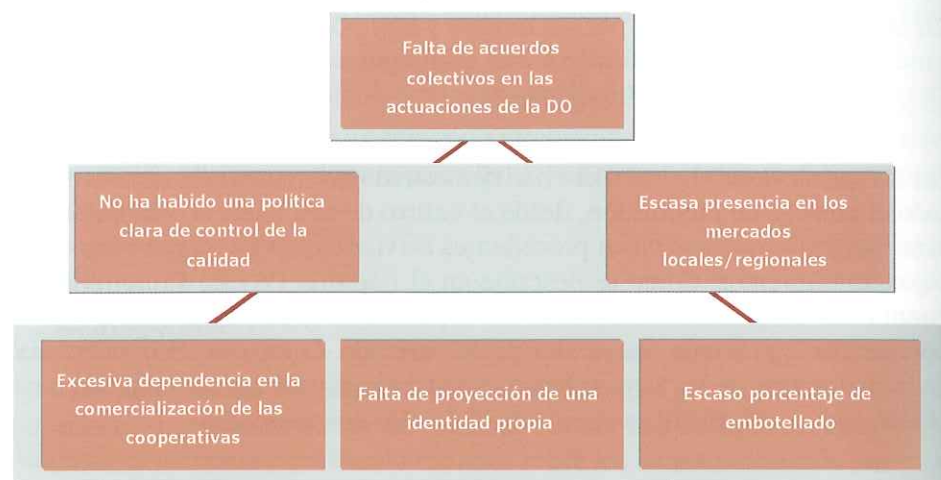 Falta de acuerdos
colectivos en las
actuaciones de la DO
No ha habido una política
clara de control de la
calidad
Escasa presencia en los
mercados
locales/regionales
Excesiva dependencia en la
comercialización de las
cooperativas
Falta de proyección de una
identidad propia
Escaso porcentaje de
embotellado